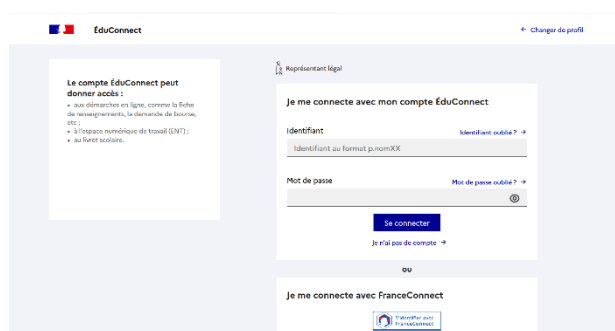 ÉduConnect
← Changer de profil
Le compte ÉduConnect peut
donner accès :
• aux démarches en ligne, comme la fiche
de renseignements, la demande de bourse,
etc ;
• à l'espace numérique de travail (ENT) ;
• au livret scolaire.
Représentant légal
Je me connecte avec mon compte ÉduConnect
Identifiant
Identifiant oublié ? →
Identifiant au format p.nomXX
Mot de passe
Mot de passe oublié ? →
Se connecter
Je n'ai pas de compte →
ou
Je me connecte avec FranceConnect
S'identifier avec
FranceConnect